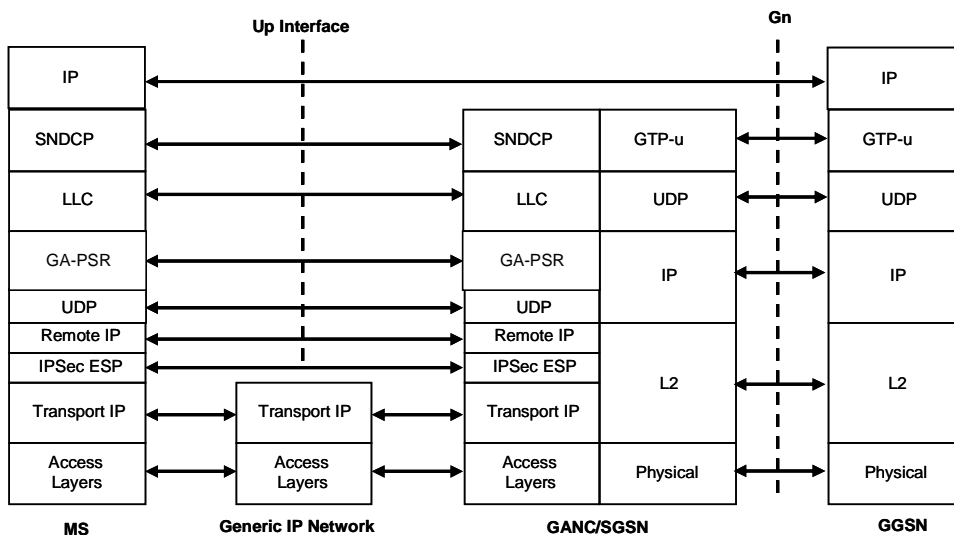 Up Interface
Gn
IP
IP
SNDCP
SNDCP
GTP-u
GTP-u
LLC
LLC
UDP
UDP
GA-PSR
GA-PSR
IP
IP
UDP
UDP
Remote IP
Remote IP
IPSec ESP
IPSec ESP
L2
L2
Transport IP
Transport IP
Transport IP
Access
Layers
Access
Layers
Access
Layers
Physical
Physical
MS
Generic IP Network
GANC/SGSN
GGSN